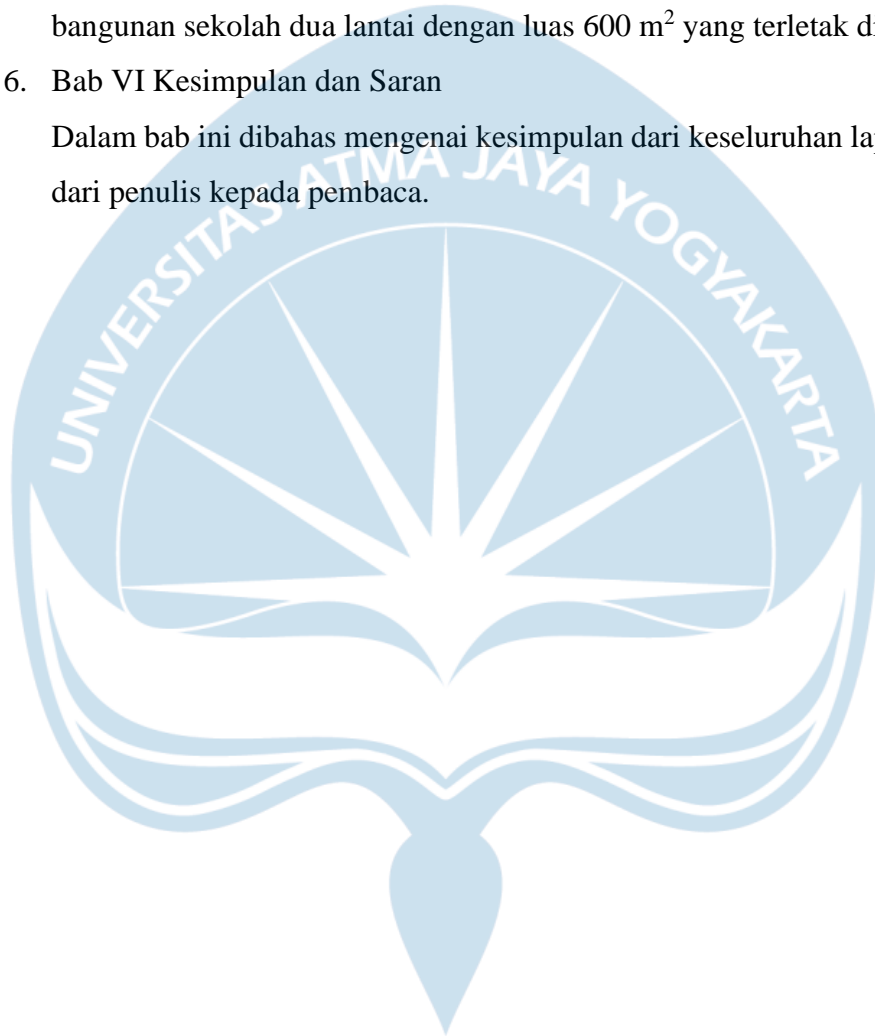 bangunan sekolah dua lantai dengan luas 600 m² yang terletak di
6. Bab VI Kesimpulan dan Saran
Dalam bab ini dibahas mengenai kesimpulan dari keseluruhan
dari penulis kepada pembaca.
UNIVERSITAS ATMA JAYA YOGYAKARTA